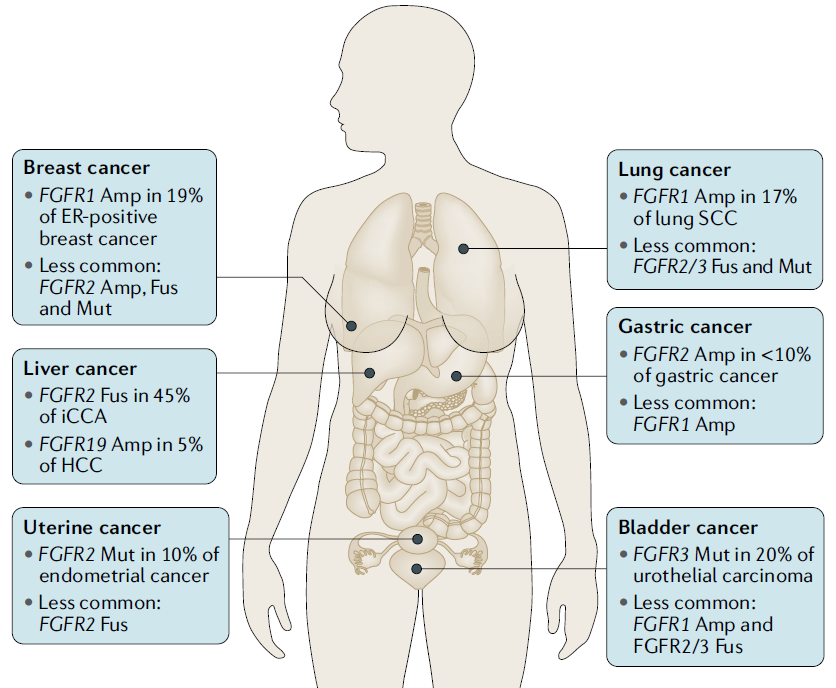 Breast cancer
• FGFR1 Amp in 19%
of ER-positive
breast cancer
• Less common:
FGFR2 Amp, Fus
and Mut
Liver cancer
• FGFR2 Fus in 45%
of iCCA
• FGFR19 Amp in 5%
of HCC
Uterine cancer
• FGFR2 Mut in 10% of
endometrial cancer
• Less common:
FGFR2 Fus
Lung cancer
• FGFR1 Amp in 17%
of lung SCC
• Less common:
FGFR2/3 Fus and Mut
Gastric cancer
• FGFR2 Amp in <10%
of gastric cancer
• Less common:
FGFR1 Amp
Bladder cancer
• FGFR3 Mut in 20% of
urothelial carcinoma
• Less common:
FGFR1 Amp and
FGFR2/3 Fus